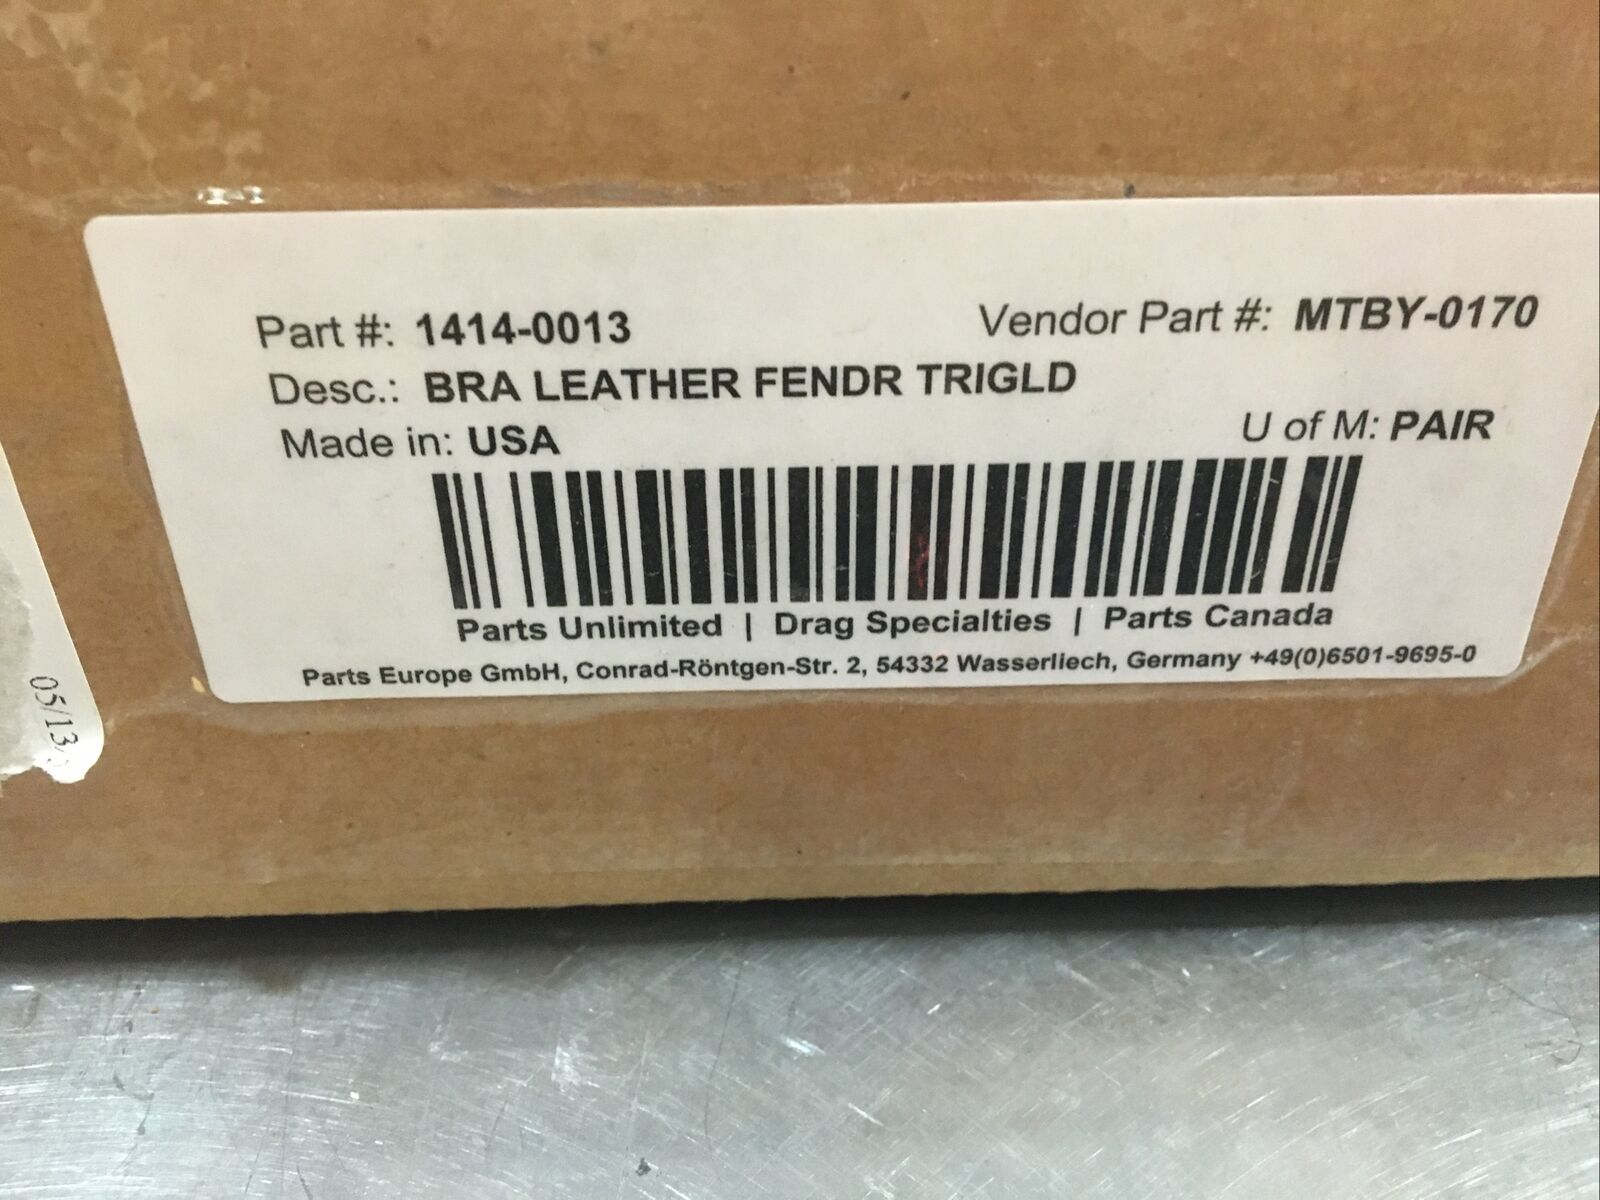 Part #: 1414-0013 Vendor Part #: MTBY-0170
Desc.: BRA LEATHER FENDR TRIGLD
Made in: USA U of M: PAIR
Parts Unlimited | Drag Specialties | Parts Canada
Parts Europe GmbH, Conrad-Röntgen-Str. 2, 54332 Wasserliech, Germany +49(0)6501-9695-0
05/13